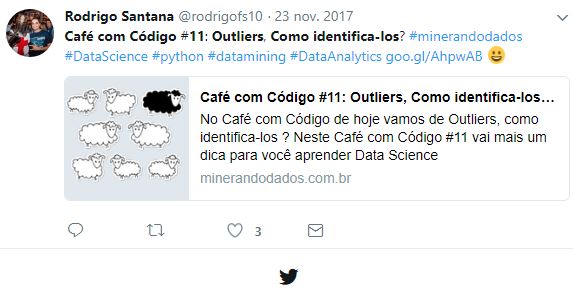 Rodrigo Santana @rodrigofs10 · 23 nov. 2017
Café com Código #11: Outliers, Como identifica-los? #minerandodados
#DataScience #python #datamining #DataAnalytics goo.gl/AhpwAB 😀
Café com Código #11: Outliers, Como identifica-los…
No Café com Código de hoje vamos de Outliers, como
identifica-los ? Neste Café com Código #11 vai mais um
dica para você aprender Data Science
minerandodados.com.br
3